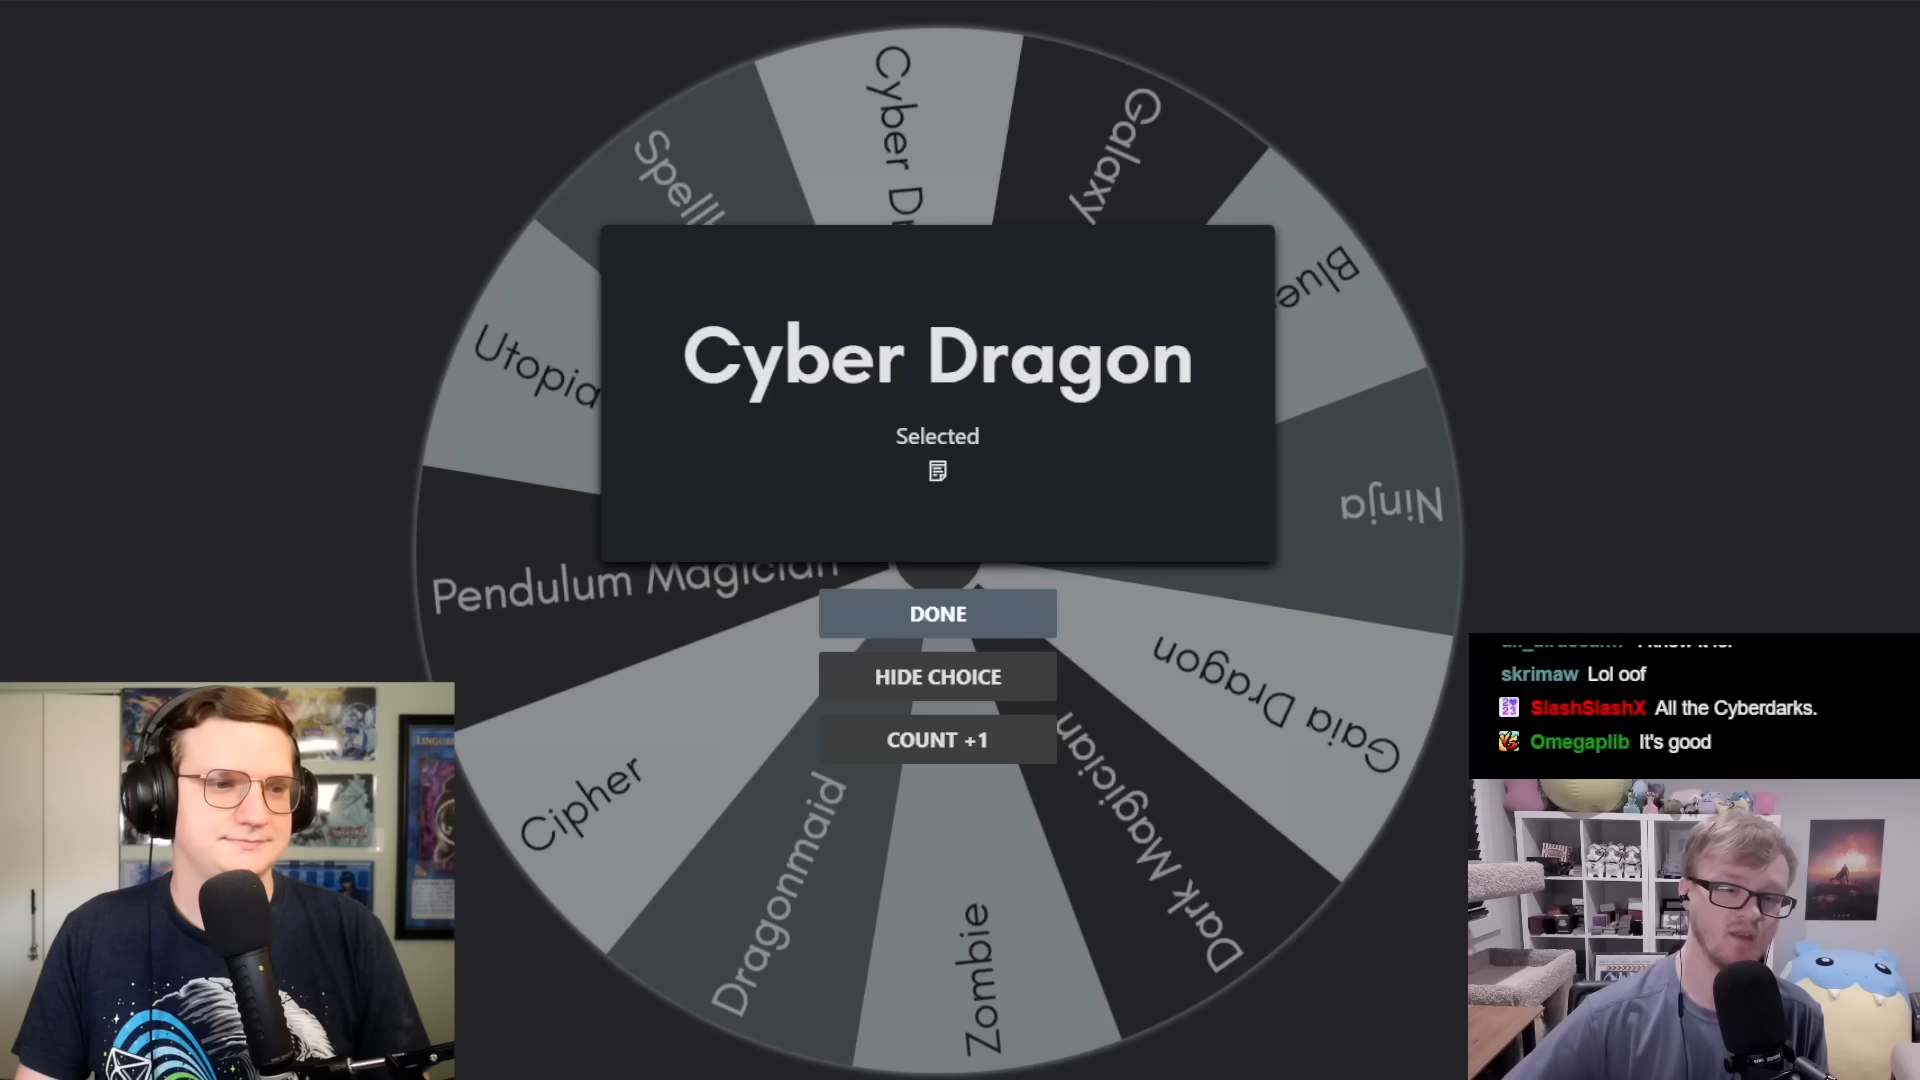 Cyber Dr
Galaxy
Spelll
Blue
Utopia
Cyber Dragon
Selected
Ninja
Pendulum Magician
DONE
Gaia Dragon
HIDE CHOICE
skrimaw Lol oof
SlashSlashX All the Cyberdarks.
COUNT +1
Omegaplib It's good
Cipher
Dragonmaid
Zombie
Dark Magician